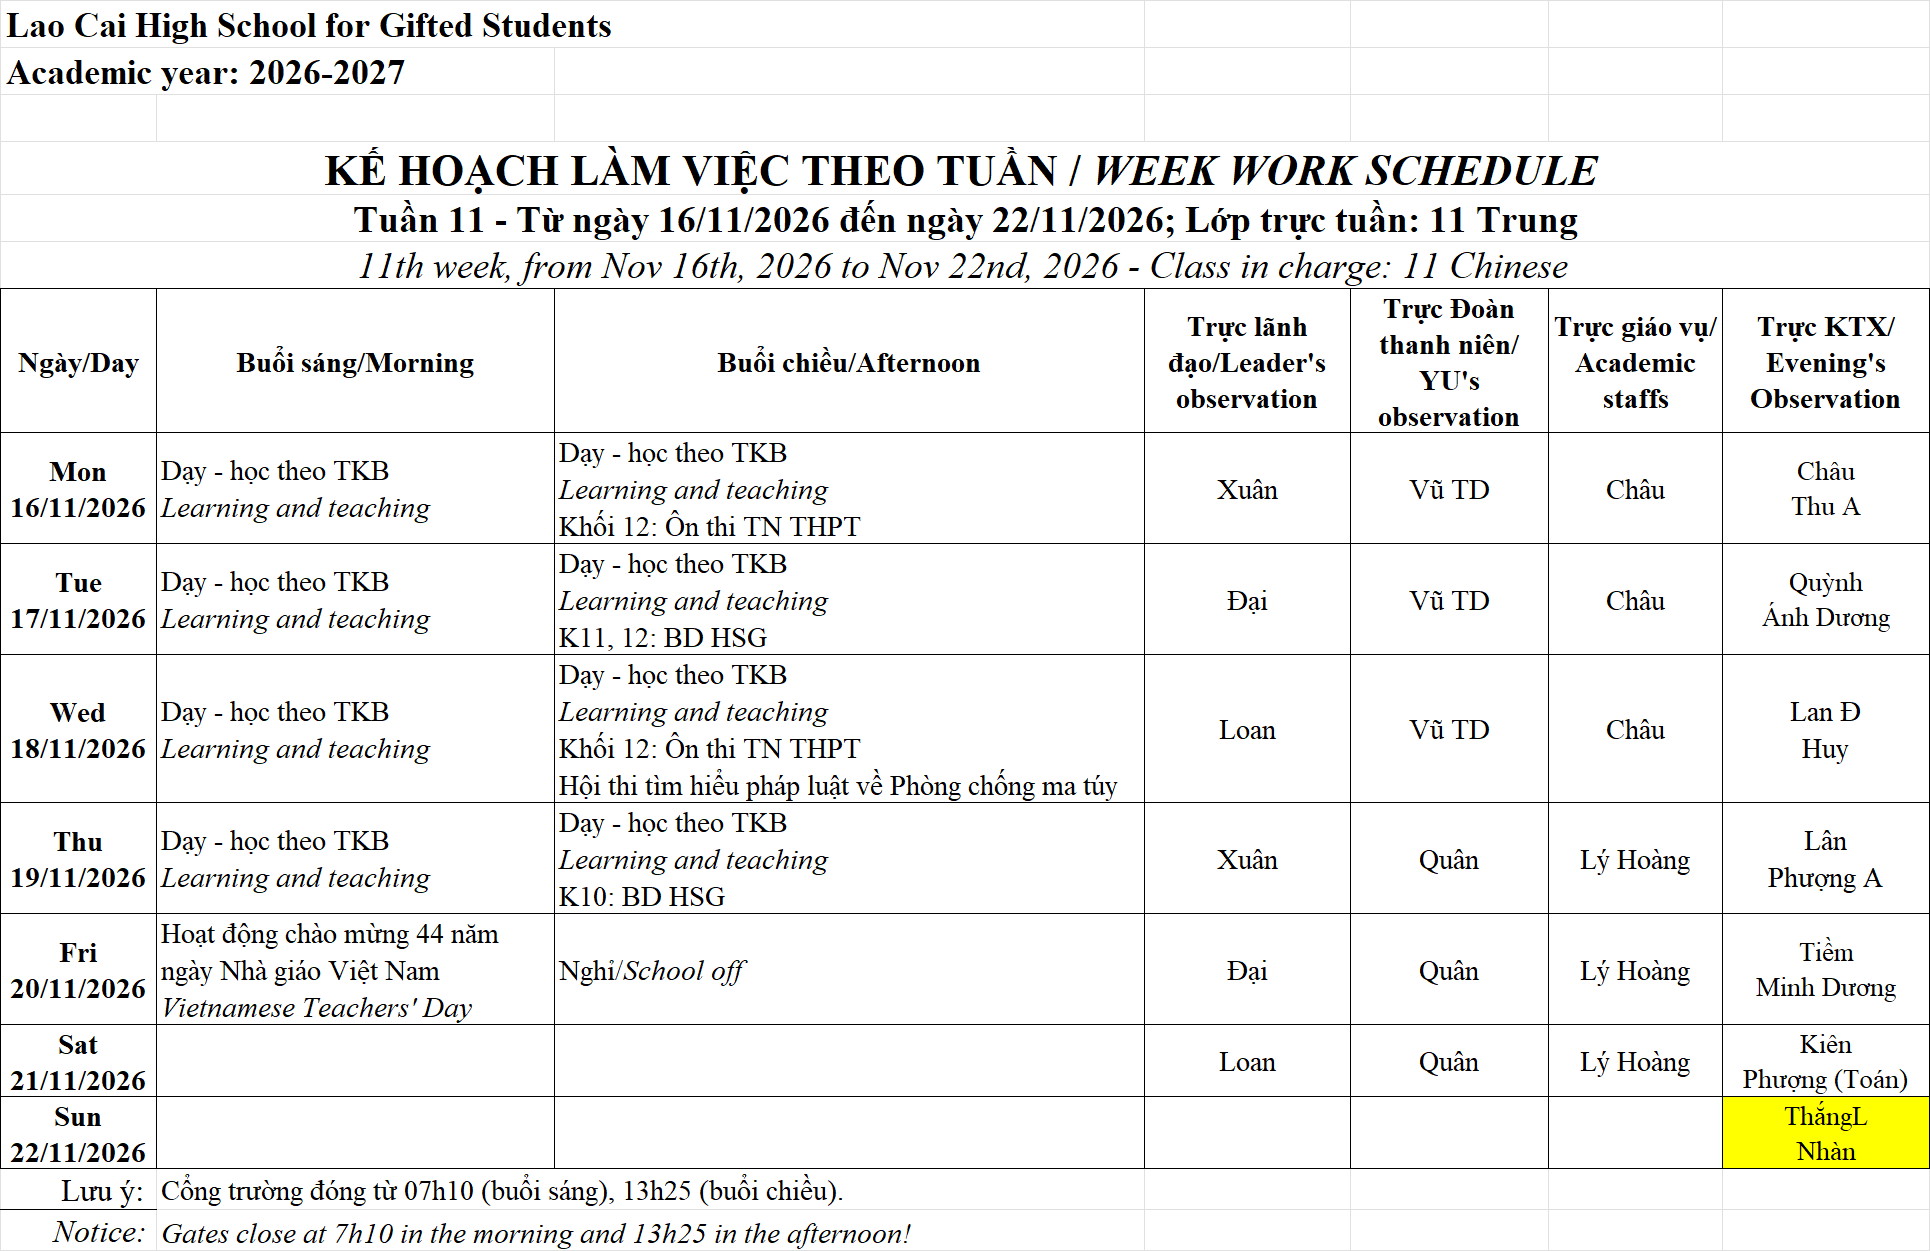 Lao Cai High School for Gifted Students
Academic year: 2026-2027
KẾ HOẠCH LÀM VIỆC THEO TUẦN / WEEK WORK SCHEDULE
Tuần 11 - Từ ngày 16/11/2026 đến ngày 22/11/2026; Lớp trực tuần: 11 Trung
11th week, from Nov 16th, 2026 to Nov 22nd, 2026 - Class in charge: 11 Chinese
Ngày/Day
Buổi sáng/Morning
Buổi chiều/Afternoon
Trực lãnh
đạo/Leader's
observation
Trực Đoàn
thanh niên/
YU's
observation
Trực giáo vụ/
Academic
staffs
Trực KTX/
Evening's
Observation
Mon
16/11/2026
Dạy - học theo TKB
Learning and teaching
Dạy - học theo TKB
Learning and teaching
Khối 12: Ôn thi TN THPT
Xuân
Vũ TD
Châu
Châu
Thu A
Tue
17/11/2026
Dạy - học theo TKB
Learning and teaching
Dạy - học theo TKB
Learning and teaching
K11, 12: BD HSG
Đại
Vũ TD
Châu
Quỳnh
Ánh Dương
Wed
18/11/2026
Dạy - học theo TKB
Learning and teaching
Dạy - học theo TKB
Learning and teaching
Khối 12: Ôn thi TN THPT
Hội thi tìm hiểu pháp luật về Phòng chống ma túy
Loan
Vũ TD
Châu
Lan Đ
Huy
Thu
19/11/2026
Dạy - học theo TKB
Learning and teaching
Dạy - học theo TKB
Learning and teaching
K10: BD HSG
Xuân
Quân
Lý Hoàng
Lân
Phượng A
Fri
20/11/2026
Hoạt động chào mừng 44 năm
ngày Nhà giáo Việt Nam
Vietnamese Teachers' Day
Nghỉ/School off
Đại
Quân
Lý Hoàng
Tiềm
Minh Dương
Sat
21/11/2026
Loan
Quân
Lý Hoàng
Kiên
Phượng (Toán)
Sun
22/11/2026
ThắngL
Nhàn
Lưu ý:
Cổng trường đóng từ 07h10 (buổi sáng), 13h25 (buổi chiều).
Notice:
Gates close at 7h10 in the morning and 13h25 in the afternoon!